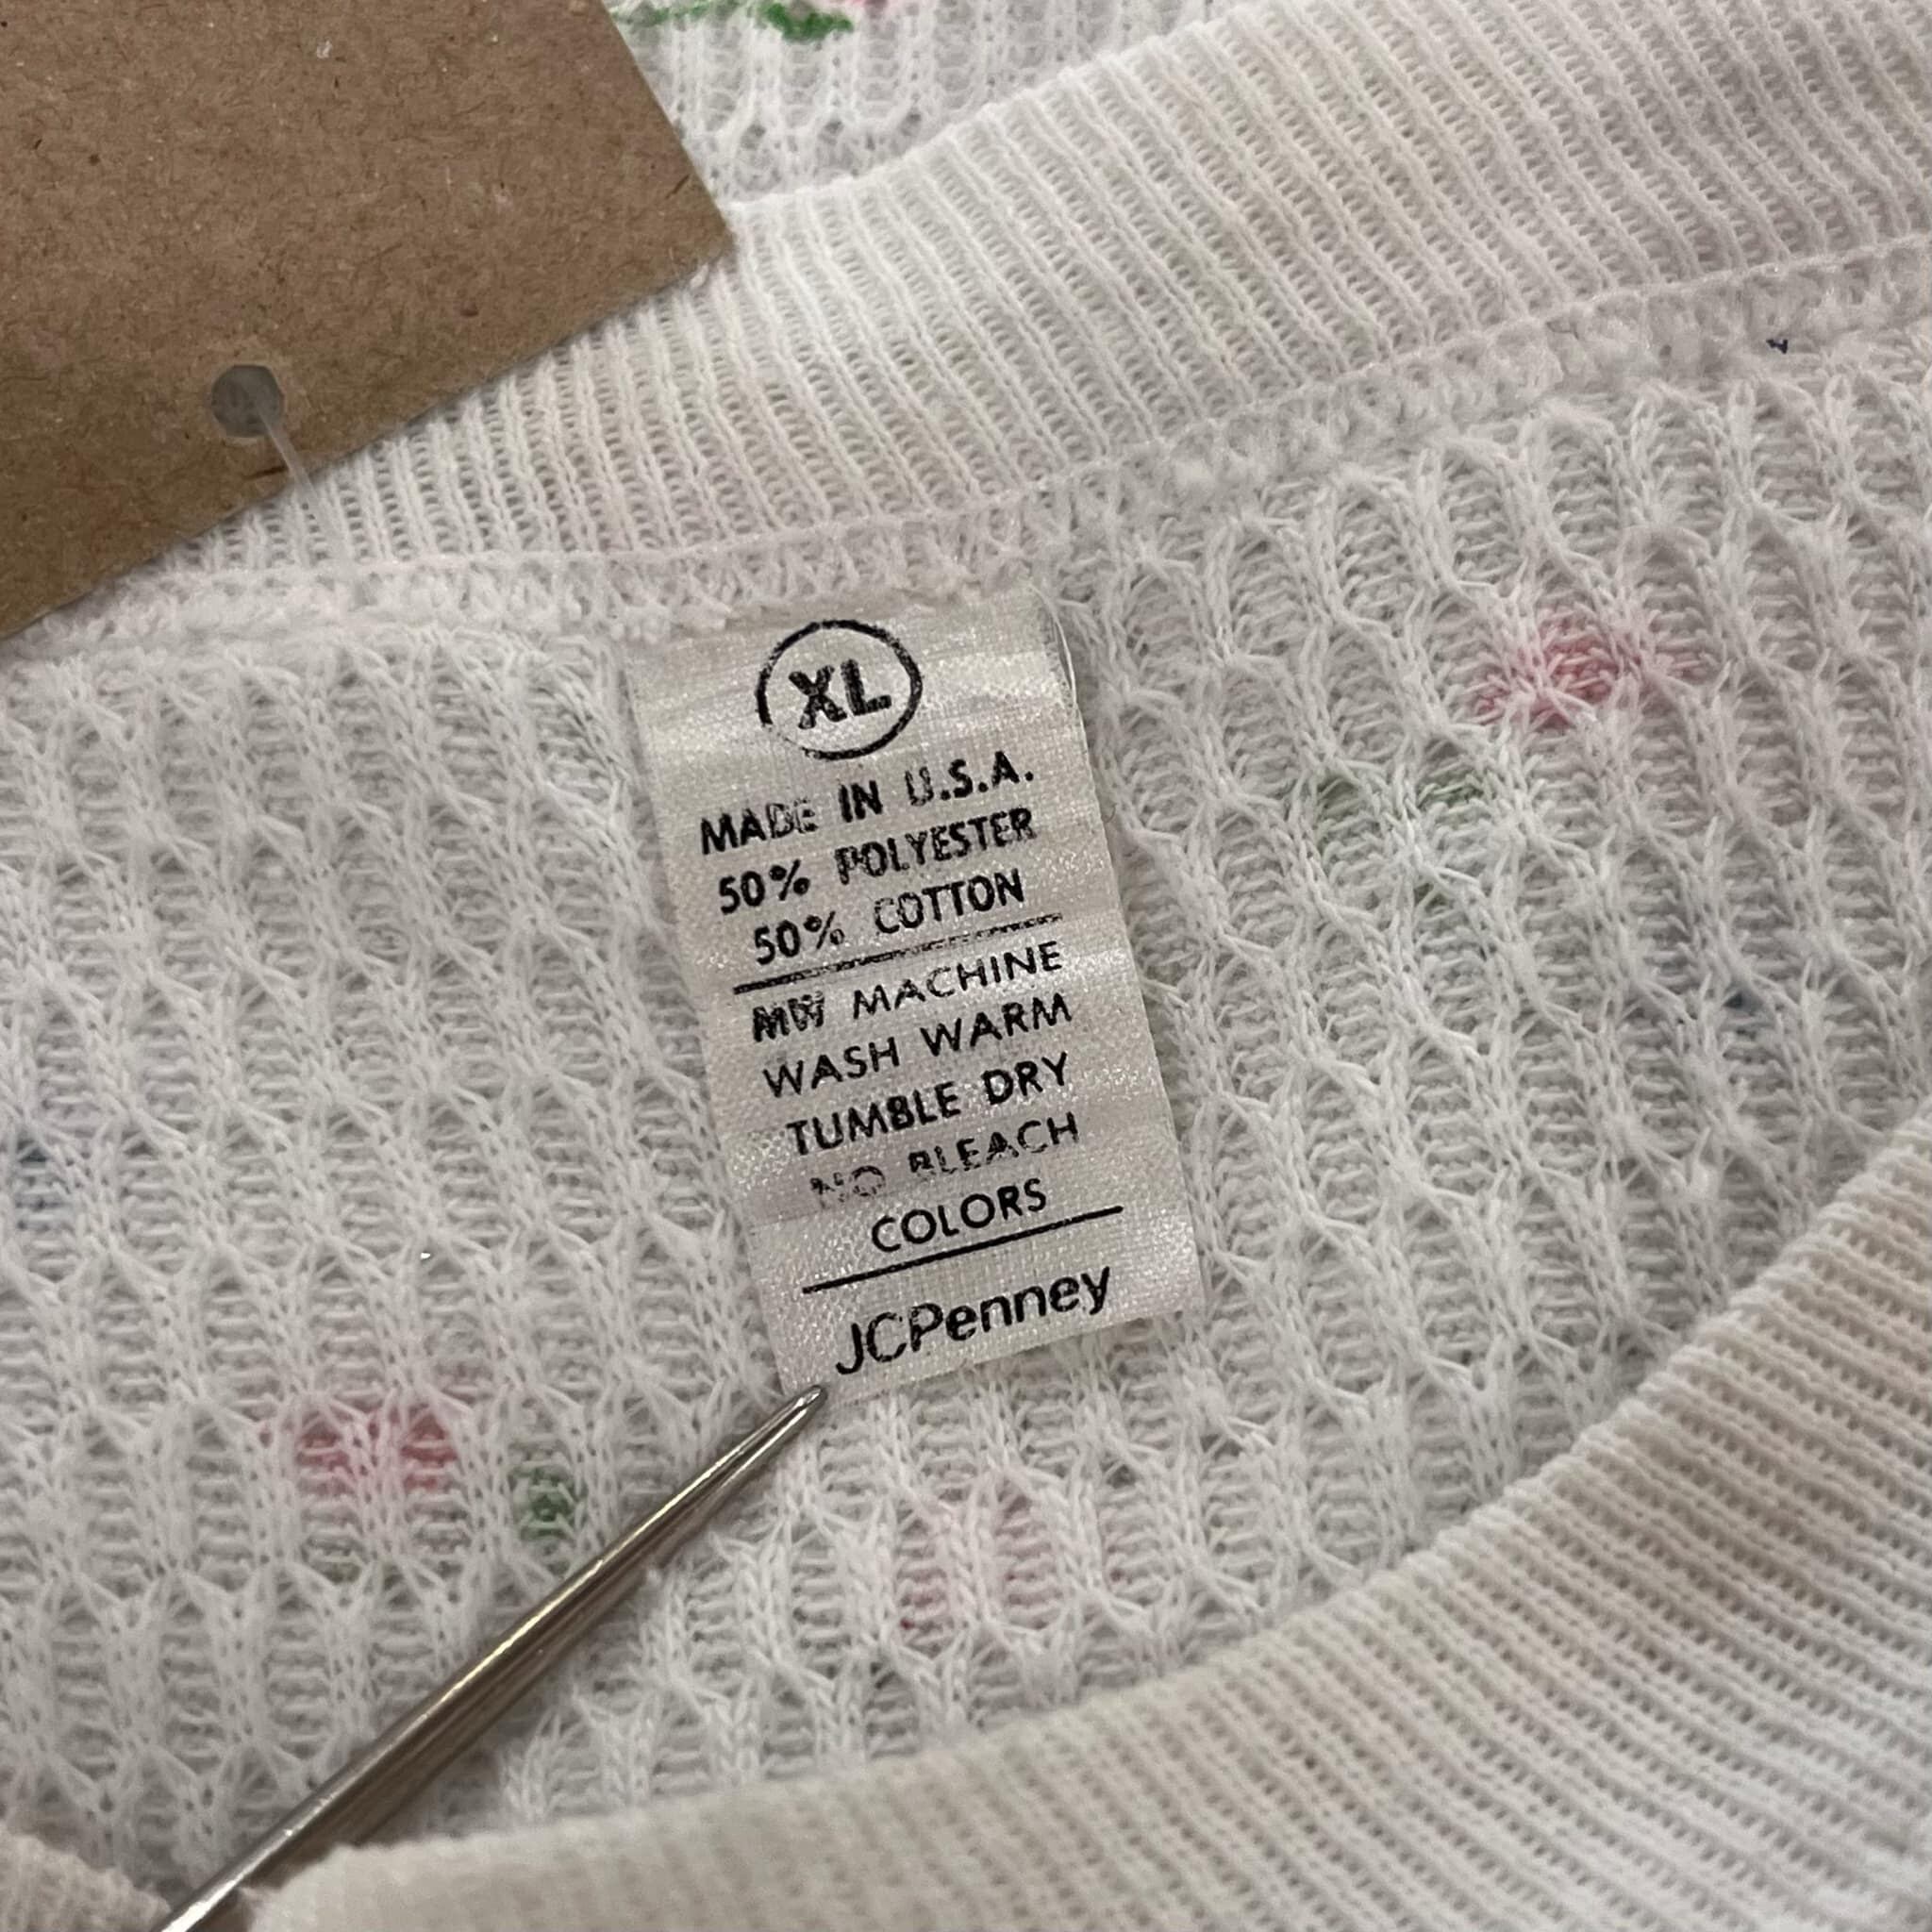 XL
MADE IN U.S.A.
50% POLYESTER
50% COTTON
MW MACHINE
WASH WARM
TUMBLE DRY
NO BLEACH
COLORS
JCPenney